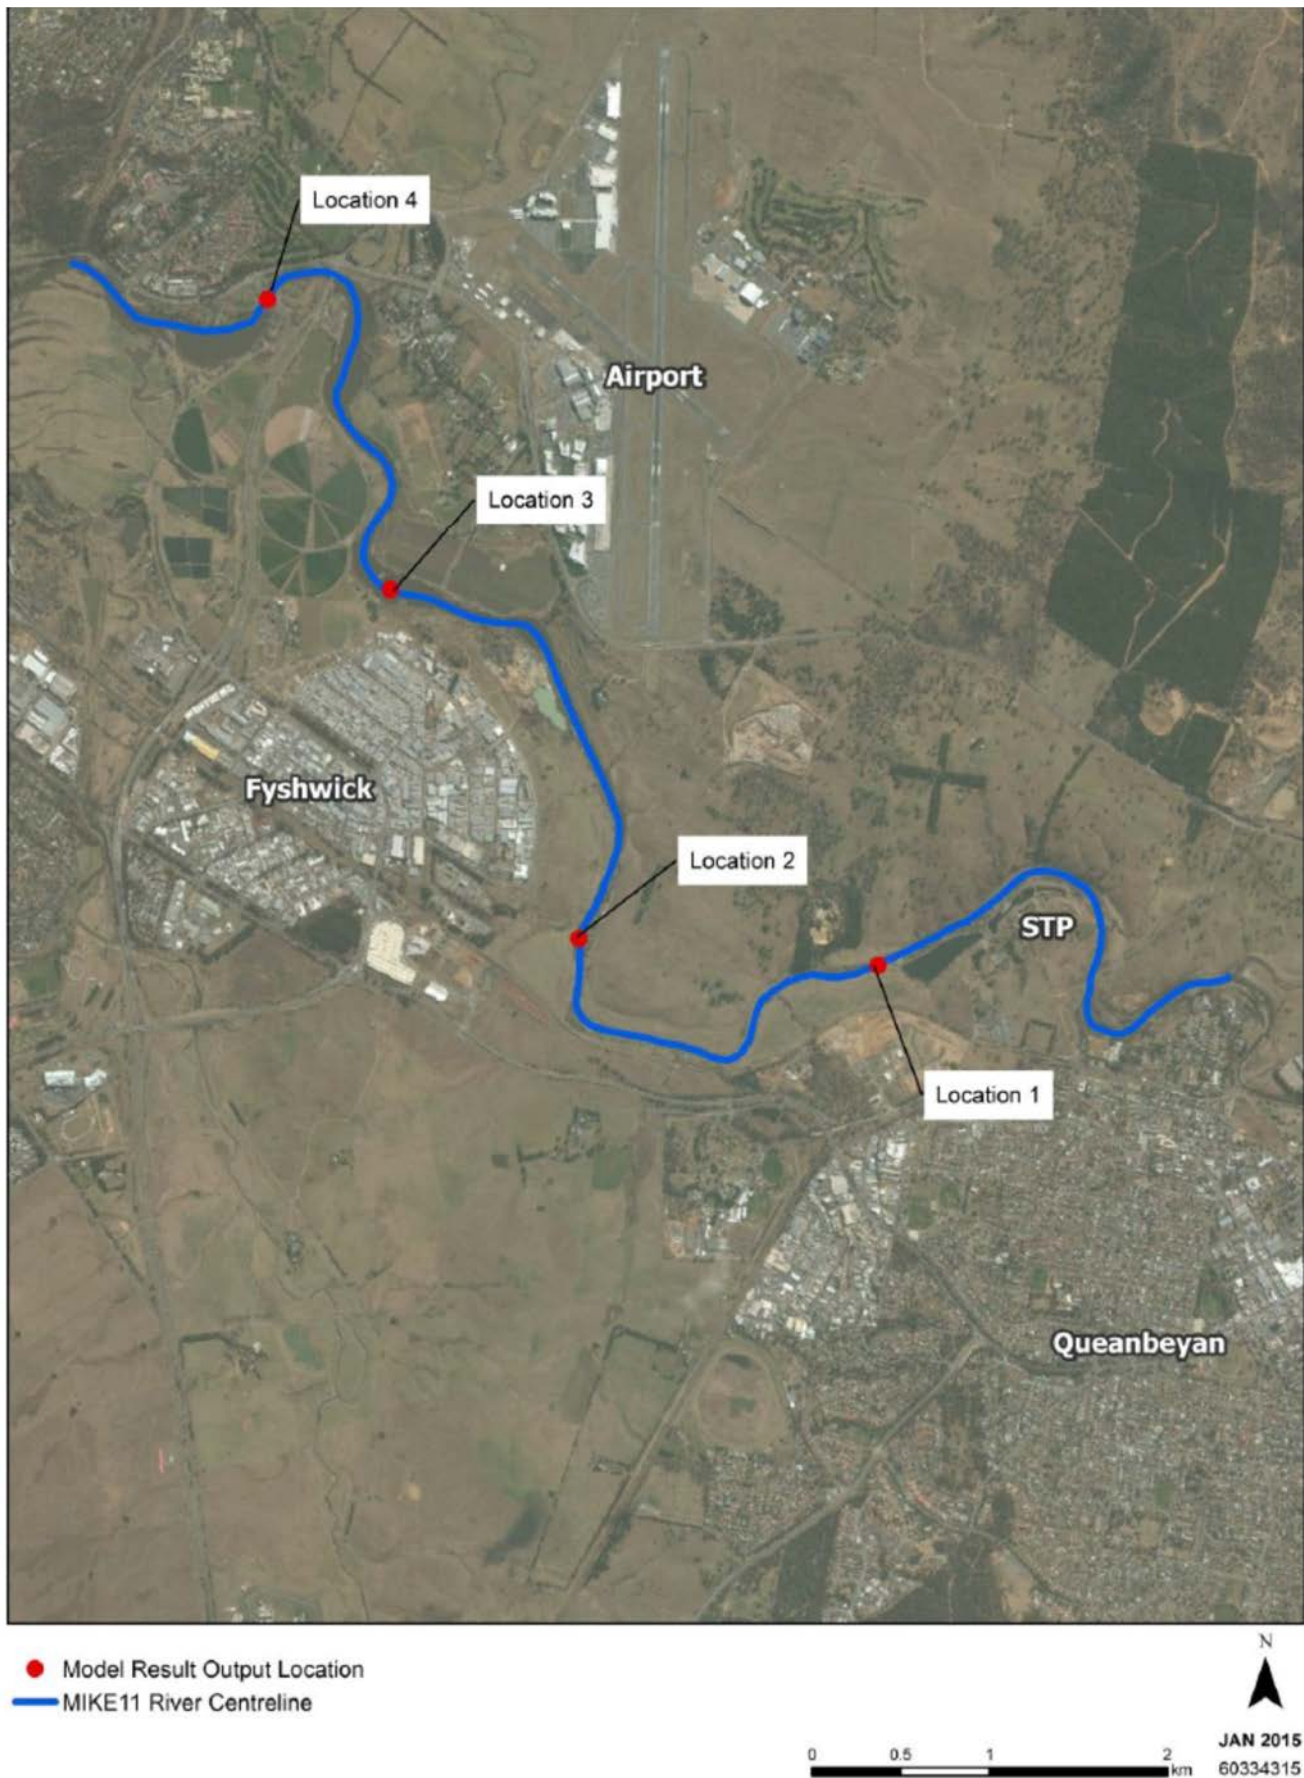 Location 4
Airport
Location 3
Fyshwick
Location 2
STP
Location 1
Queanbeyan
Model Result Output Location
MIKE11 River Centreline
N
0 0.5 1 2
km
JAN 2015
60334315